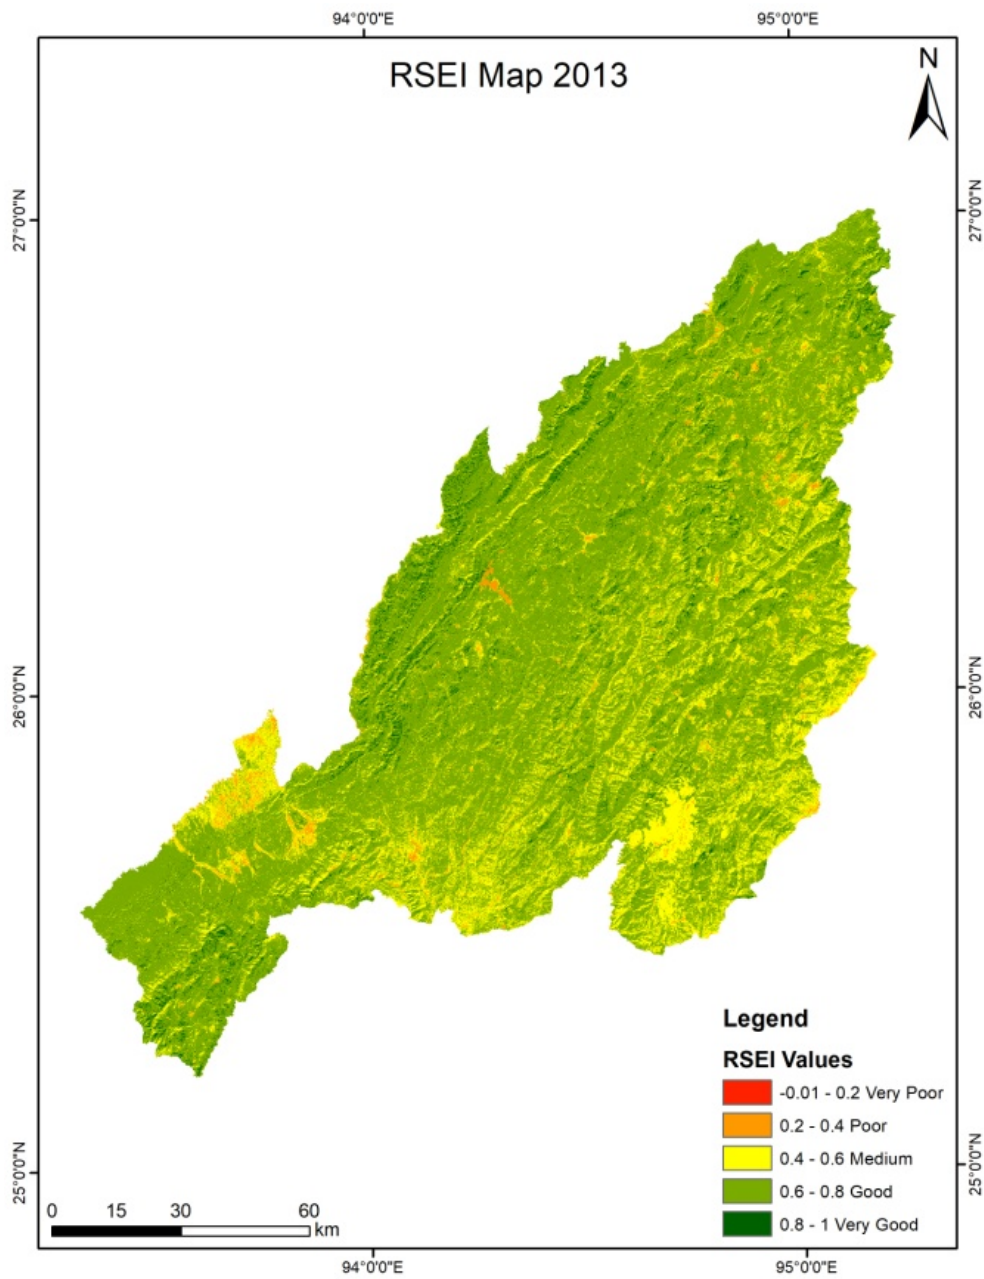 94°0'0"E 95°0'0"E
RSEI Map 2013
N
27°0'0"N 27°0'0"N
26°0'0"N 26°0'0"N
Legend
RSEI Values
-0.01 - 0.2 Very Poor
0.2 - 0.4 Poor
0.4 - 0.6 Medium
0.6 - 0.8 Good
0.8 - 1 Very Good
25°0'0"N 25°0'0"N
0 15 30 60
km
94°0'0"E 95°0'0"E